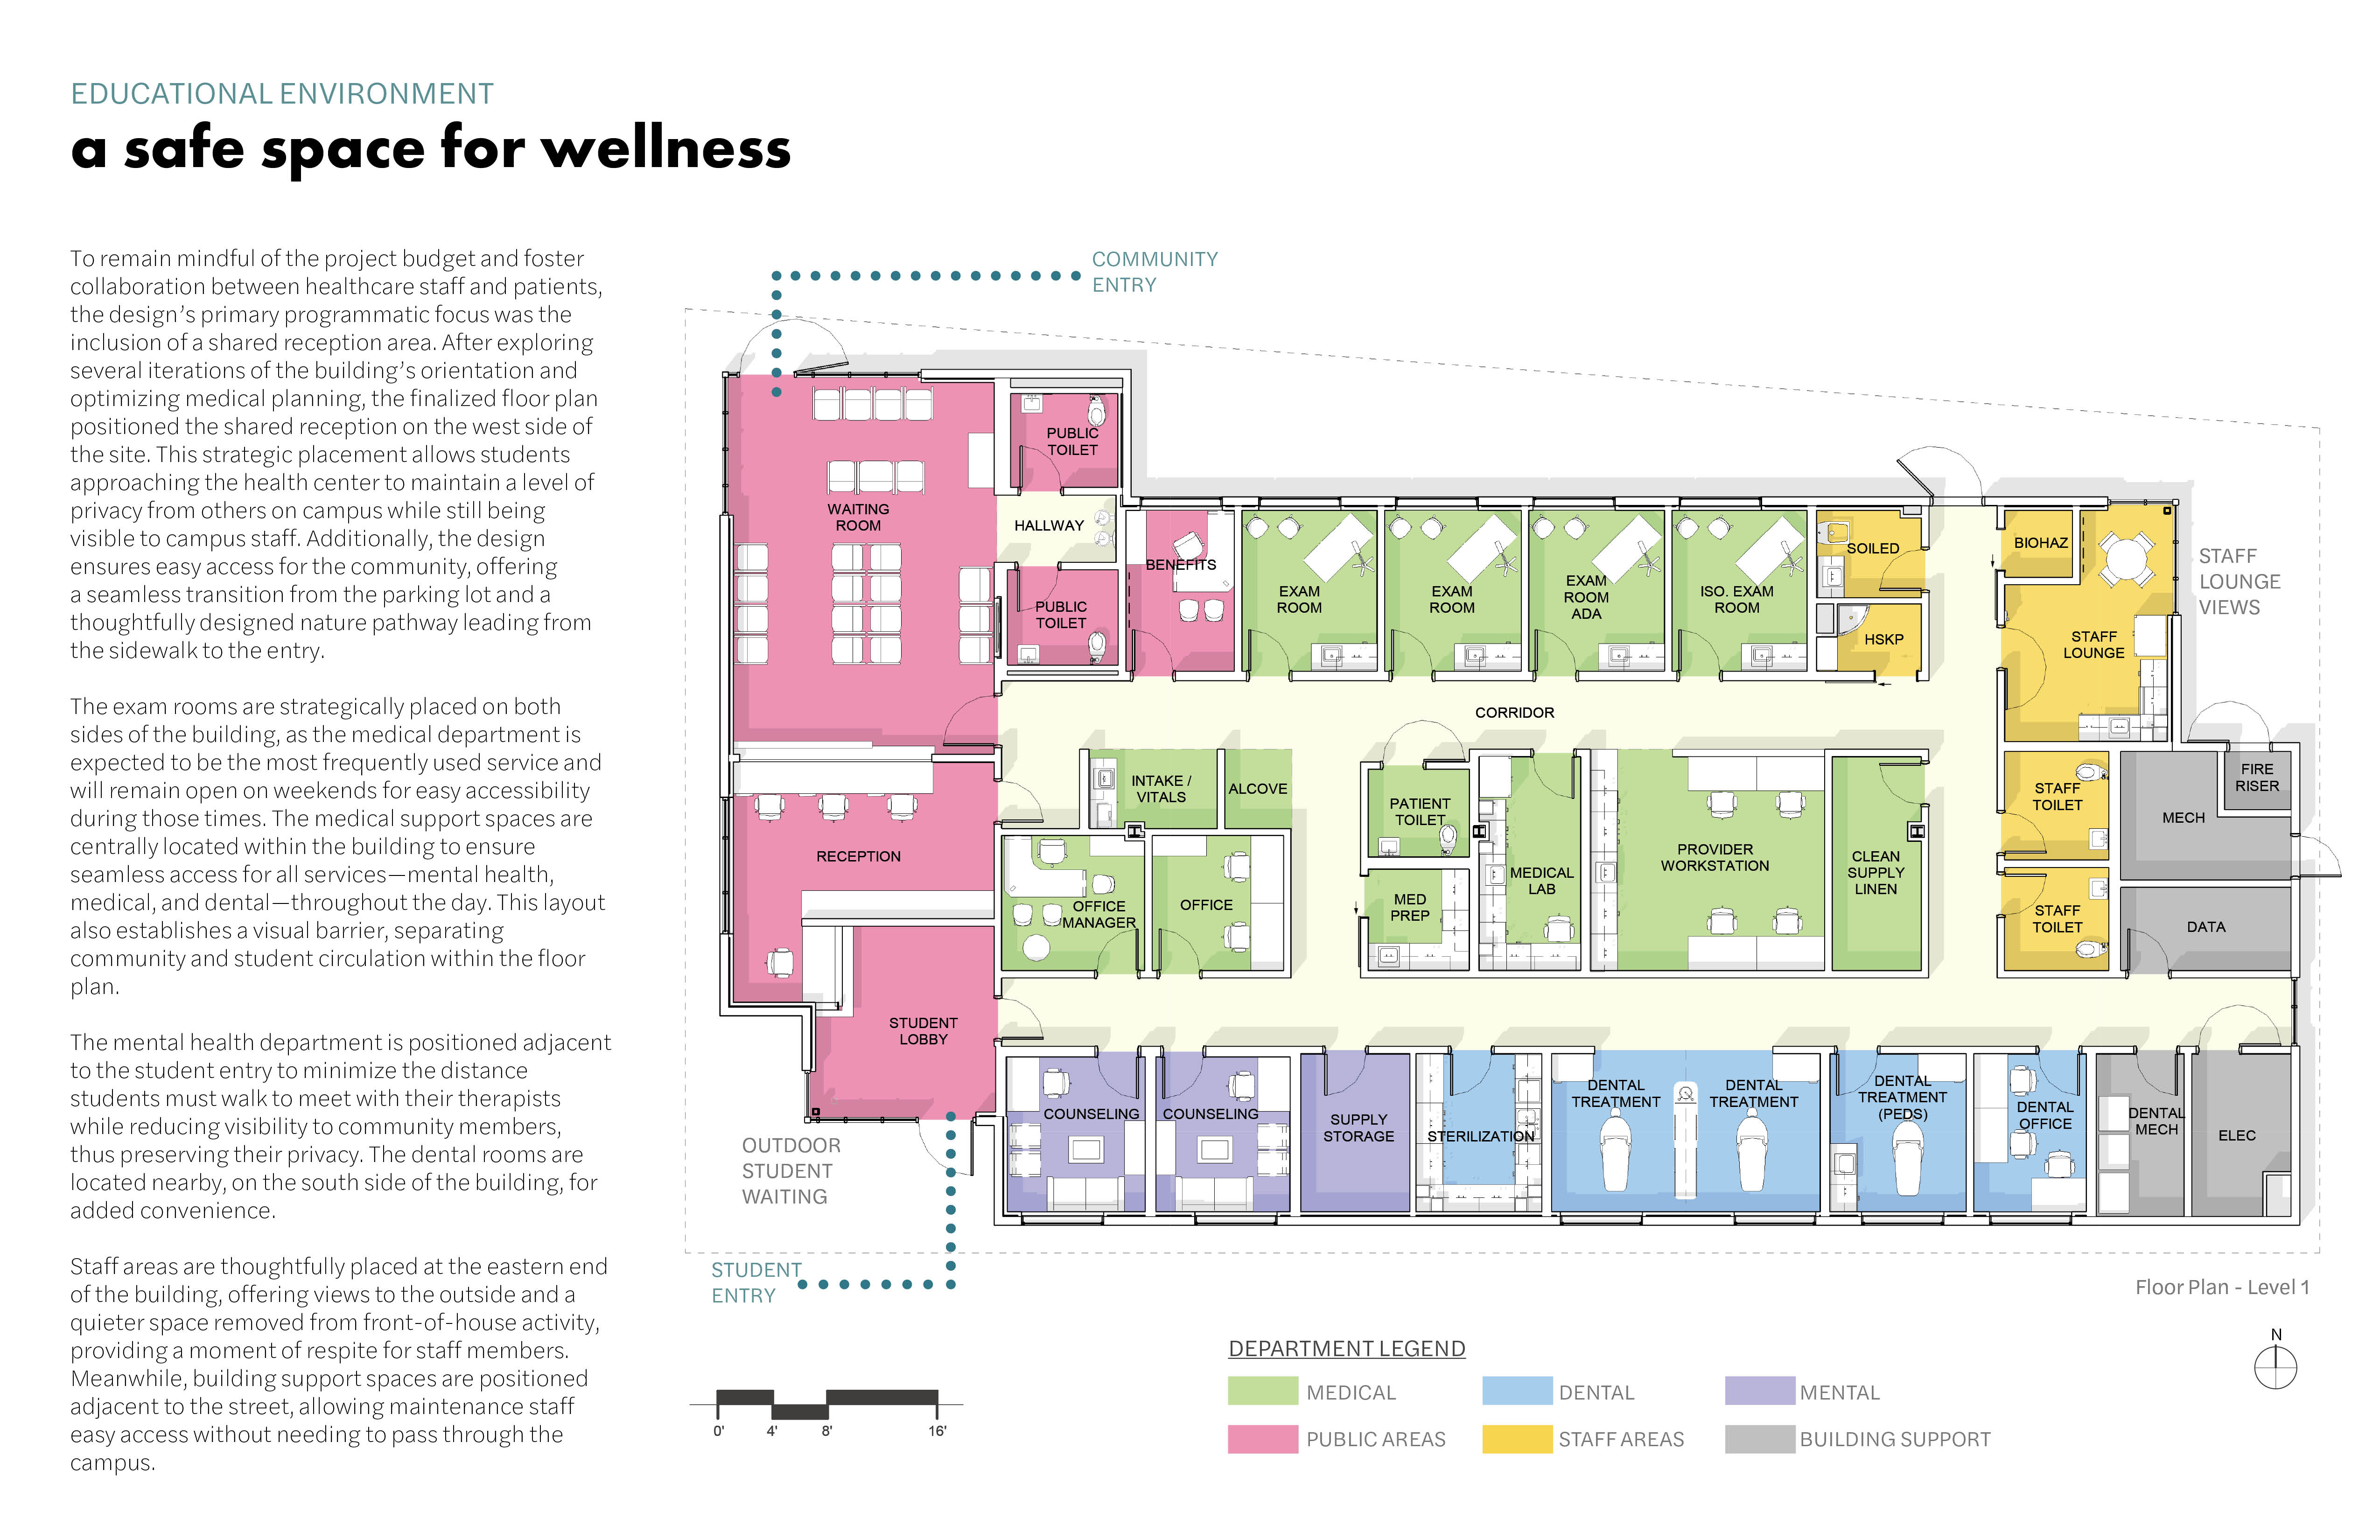 EDUCATIONAL ENVIRONMENT
a safe space for wellness
To remain mindful of the project budget and foster
collaboration between healthcare staff and patients,
the design's primary programmatic focus was the
inclusion of a shared reception area. After exploring
several iterations of the building's orientation and
optimizing medical planning, the finalized floor plan
positioned the shared reception on the west side of
the site. This strategic placement allows students
approaching the health center to maintain a level of
privacy from others on campus while still being
visible to campus staff. Additionally, the design
ensures easy access for the community, offering
a seamless transition from the parking lot and a
thoughtfully designed nature pathway leading from
the sidewalk to the entry.
The exam rooms are strategically placed on both
sides of the building, as the medical department is
expected to be the most frequently used service and
will remain open on weekends for easy accessibility
during those times. The medical support spaces are
centrally located within the building to ensure
seamless access for all services—mental health,
medical, and dental—throughout the day. This layout
also establishes a visual barrier, separating
community and student circulation within the floor
plan.
The mental health department is positioned adjacent
to the student entry to minimize the distance
students must walk to meet with their therapists
while reducing visibility to community members,
thus preserving their privacy. The dental rooms are
located nearby, on the south side of the building, for
added convenience.
Staff areas are thoughtfully placed at the eastern end
of the building, offering views to the outside and a
quieter space removed from front-of-house activity,
providing a moment of respite for staff members.
Meanwhile, building support spaces are positioned
adjacent to the street, allowing maintenance staff
easy access without needing to pass through the
campus.
COMMUNITY
ENTRY
PUBLIC
TOILET
WAITING
ROOM
HALLWAY
PUBLIC
TOILET
BENEFITS
EXAM
ROOM
EXAM
ROOM
EXAM
ROOM
ADA
ISO. EXAM
ROOM
SOILED
HSKP
BIOHAZ
STAFF
LOUNGE
STAFF
LOUNGE
VIEWS
CORRIDOR
INTAKE /
VITALS
ALCOVE
PATIENT
TOILET
MED
PREP
MEDICAL
LAB
PROVIDER
WORKSTATION
CLEAN
SUPPLY
LINEN
STAFF
TOILET
STAFF
TOILET
MECH
FIRE
RISER
DATA
RECEPTION
OFFICE
MANAGER
OFFICE
STUDENT
LOBBY
COUNSELING
COUNSELING
SUPPLY
STORAGE
STERILIZATION
DENTAL
TREATMENT
DENTAL
TREATMENT
DENTAL
TREATMENT
(PEDS)
DENTAL
OFFICE
DENTAL
MECH
ELEC
OUTDOOR
STUDENT
WAITING
STUDENT
ENTRY
Floor Plan - Level 1
N
0'
4'
8'
16'
DEPARTMENT LEGEND
MEDICAL
DENTAL
MENTAL
PUBLIC AREAS
STAFF AREAS
BUILDING SUPPORT